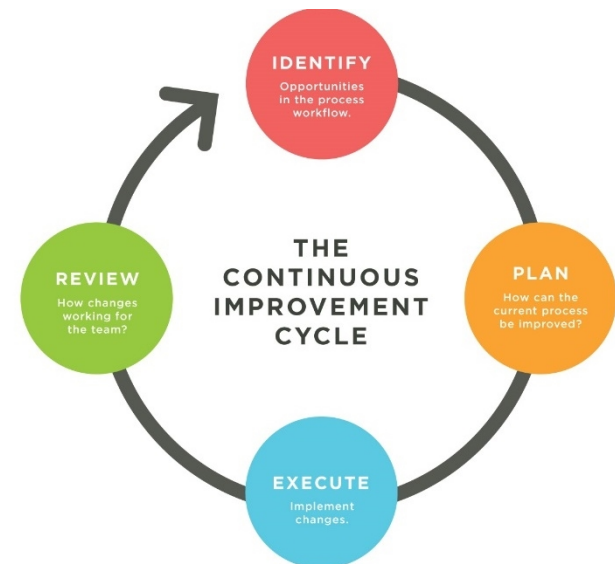 IDENTIFY
Opportunities
in the process
workflow.
THE
CONTINUOUS
IMPROVEMENT
CYCLE
PLAN
How can the
current process
be improved?
REVIEW
How changes
working for
the team?
EXECUTE
Implement
changes.